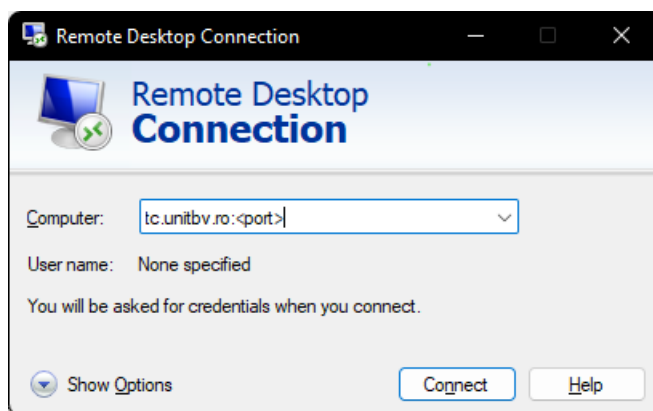 Remote Desktop Connection
Remote Desktop
Connection
Computer: tc.unitbv.ro:<port>
User name: None specified
You will be asked for credentials when you connect.
Show Options Connect Help